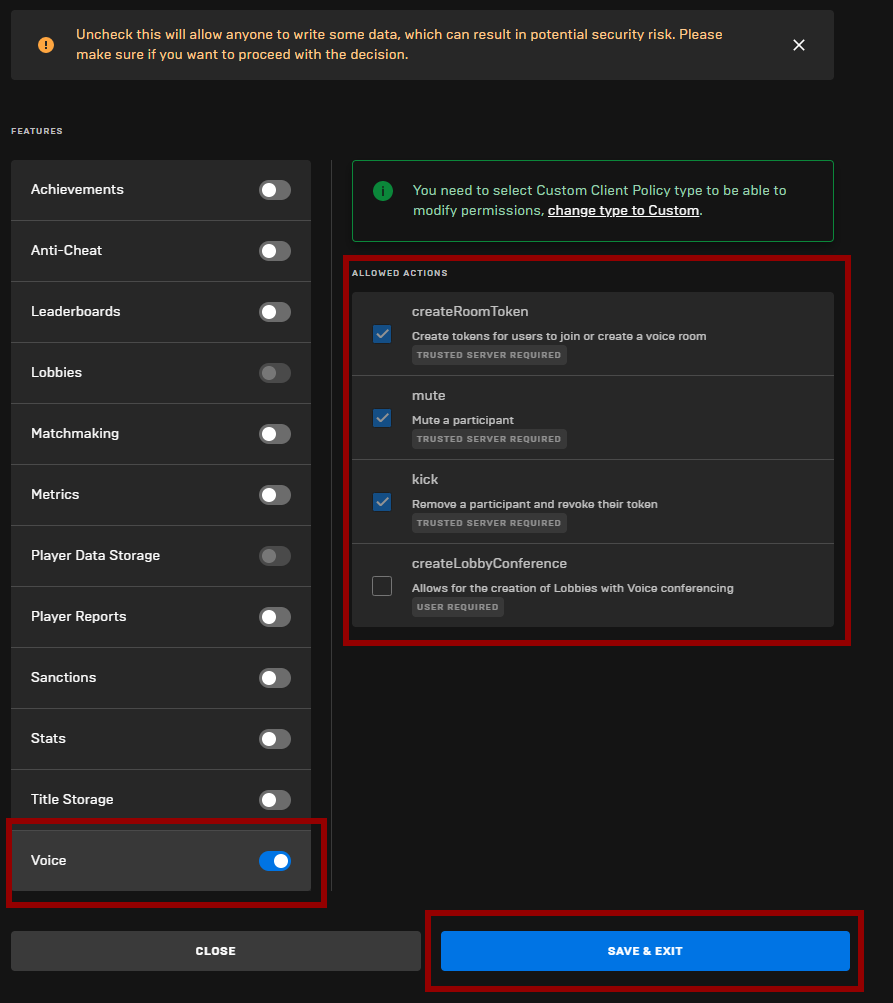 Uncheck this will allow anyone to write some data, which can result in potential security risk. Please
make sure if you want to proceed with the decision.
FEATURES
Achievements
Anti-Cheat
Leaderboards
Lobbies
Matchmaking
Metrics
Player Data Storage
Player Reports
Sanctions
Stats
Title Storage
Voice
You need to select Custom Client Policy type to be able to
modify permissions, change type to Custom.
ALLOWED ACTIONS
createRoomToken
Create tokens for users to join or create a voice room
TRUSTED SERVER REQUIRED
mute
Mute a participant
TRUSTED SERVER REQUIRED
kick
Remove a participant and revoke their token
TRUSTED SERVER REQUIRED
createLobbyConference
Allows for the creation of Lobbies with Voice conferencing
USER REQUIRED
CLOSE
SAVE & EXIT